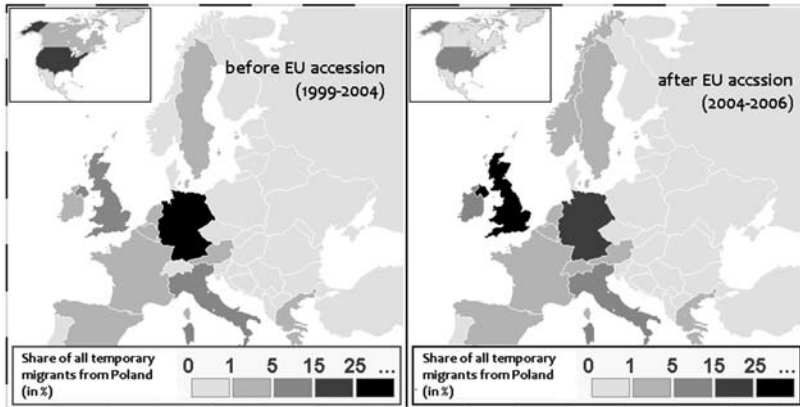 before EU accession
(1999-2004)
Share of all temporary
migrants from Poland
(in %)
0 1 5 15 25 ...
after EU accssion
(2004-2006)
Share of all temporary
migrants from Poland
(in %)
0 1 5 15 25 ...